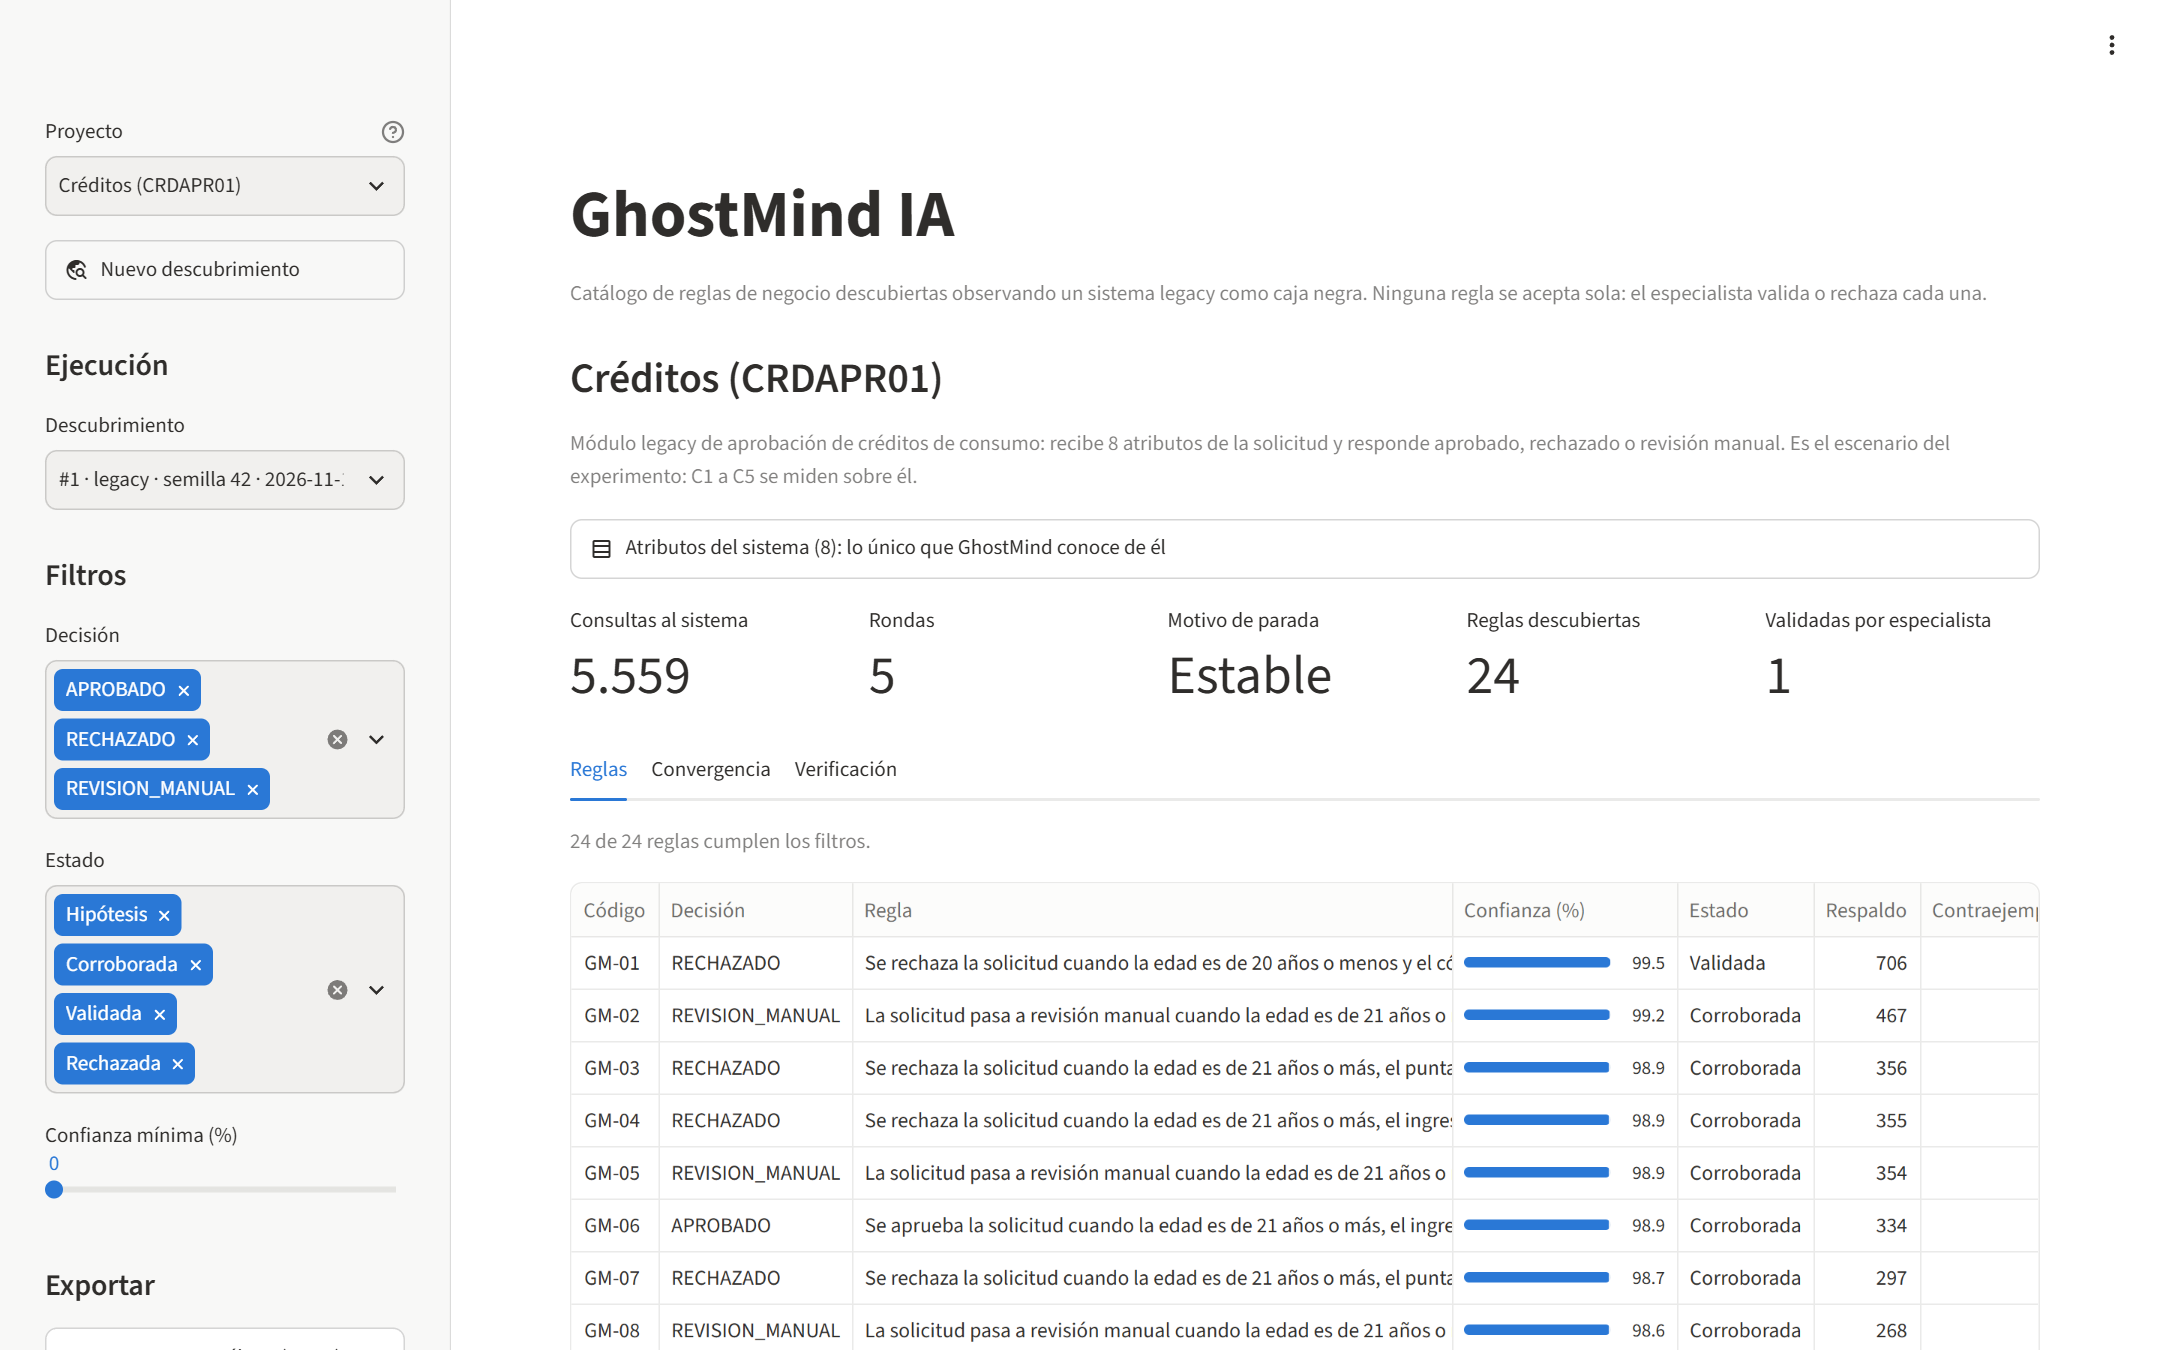 Proyecto
Créditos (CRDAPR01)
Nuevo descubrimiento
Ejecución
Descubrimiento
#1 · legacy · semilla 42 · 2026-11-
Filtros
Decisión
APROBADO
RECHAZADO
REVISION_MANUAL
Estado
Hipótesis
Corroborada
Validada
Rechazada
Confianza mínima (%)
0
Exportar
GhostMind IA
Catálogo de reglas de negocio descubiertas observando un sistema legacy como caja negra. Ninguna regla se acepta sola: el especialista valida o rechaza cada una.
Créditos (CRDAPR01)
Módulo legacy de aprobación de créditos de consumo: recibe 8 atributos de la solicitud y responde aprobado, rechazado o revisión manual. Es el escenario del
experimento: C1 a C5 se miden sobre él.
Atributos del sistema (8): lo único que GhostMind conoce de él
Consultas al sistema Rondas Motivo de parada Reglas descubiertas Validadas por especialista
5.559 5 Estable 24 1
Reglas Convergencia Verificación
24 de 24 reglas cumplen los filtros.
Código Decisión Regla Confianza (%) Estado Respaldo Contraejemp
GM-01 RECHAZADO Se rechaza la solicitud cuando la edad es de 20 años o menos y el có 99.5 Validada 706
GM-02 REVISION_MANUAL La solicitud pasa a revisión manual cuando la edad es de 21 años o 99.2 Corroborada 467
GM-03 RECHAZADO Se rechaza la solicitud cuando la edad es de 21 años o más, el punta 98.9 Corroborada 356
GM-04 RECHAZADO Se rechaza la solicitud cuando la edad es de 21 años o más, el ingres 98.9 Corroborada 355
GM-05 REVISION_MANUAL La solicitud pasa a revisión manual cuando la edad es de 21 años o 98.9 Corroborada 354
GM-06 APROBADO Se aprueba la solicitud cuando la edad es de 21 años o más, el ingre 98.9 Corroborada 334
GM-07 RECHAZADO Se rechaza la solicitud cuando la edad es de 21 años o más, el punta 98.7 Corroborada 297
GM-08 REVISION_MANUAL La solicitud pasa a revisión manual cuando la edad es de 21 años o 98.6 Corroborada 268